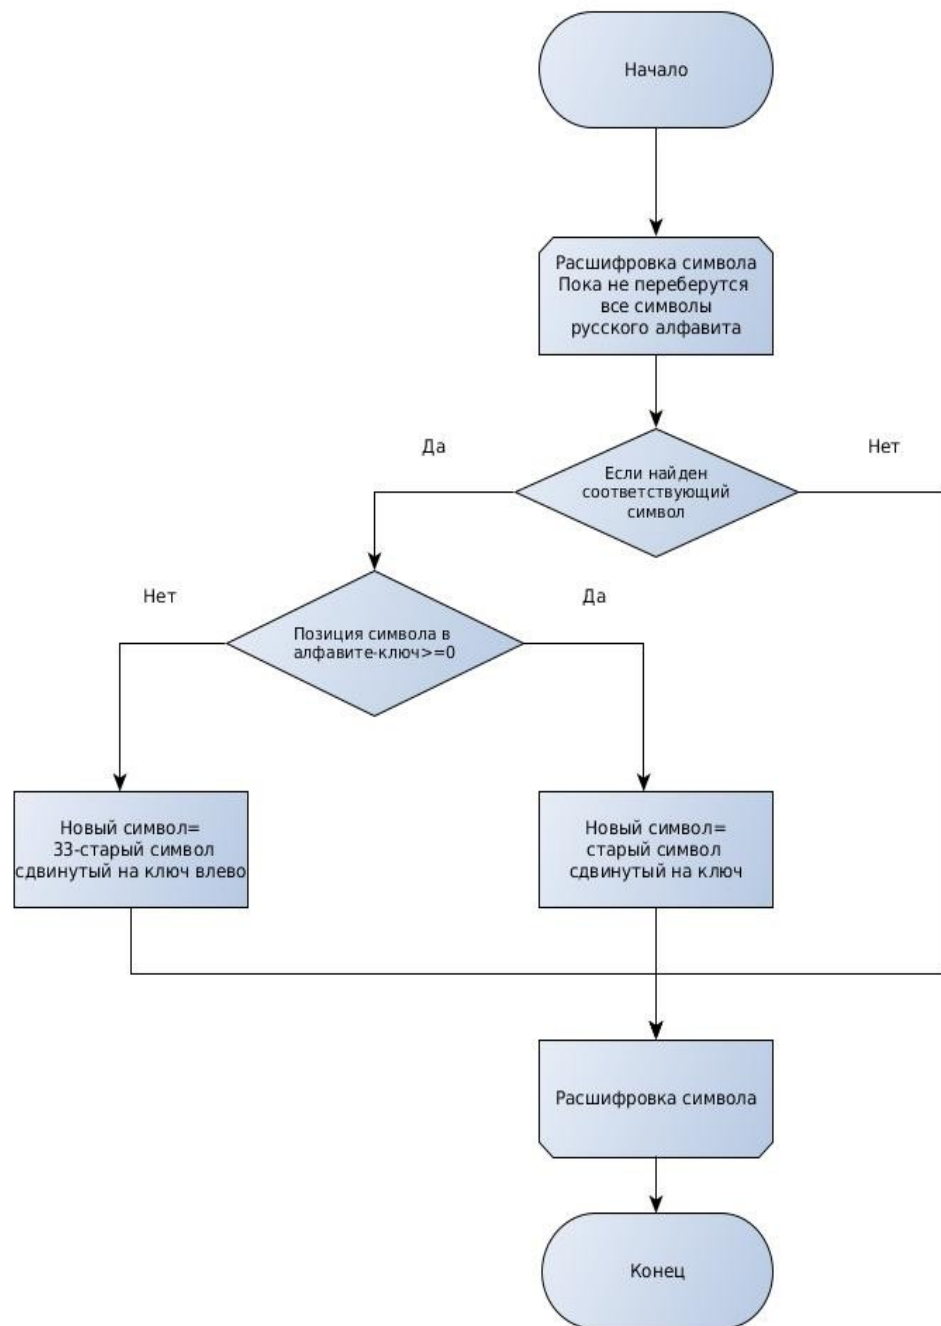 Начало
Расшифровка символа
Пока не переберутся
все символы
русского алфавита
Да
Нет
Если найден
соответствующий
символ
Нет
Да
Позиция символа в
алфавите-ключ>=0
Новый символ=
33-старый символ
сдвинутый на ключ влево
Новый символ=
старый символ
сдвинутый на ключ
Расшифровка символа
Конец